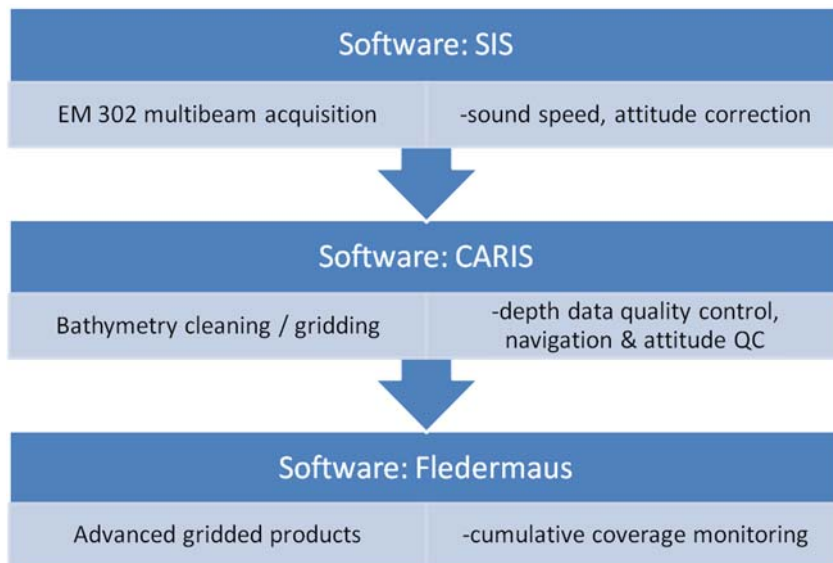 Software: SIS
EM 302 multibeam acquisition
-sound speed, attitude correction
Software: CARIS
Bathymetry cleaning / gridding
-depth data quality control,
navigation & attitude QC
Software: Fledermaus
Advanced gridded products
-cumulative coverage monitoring